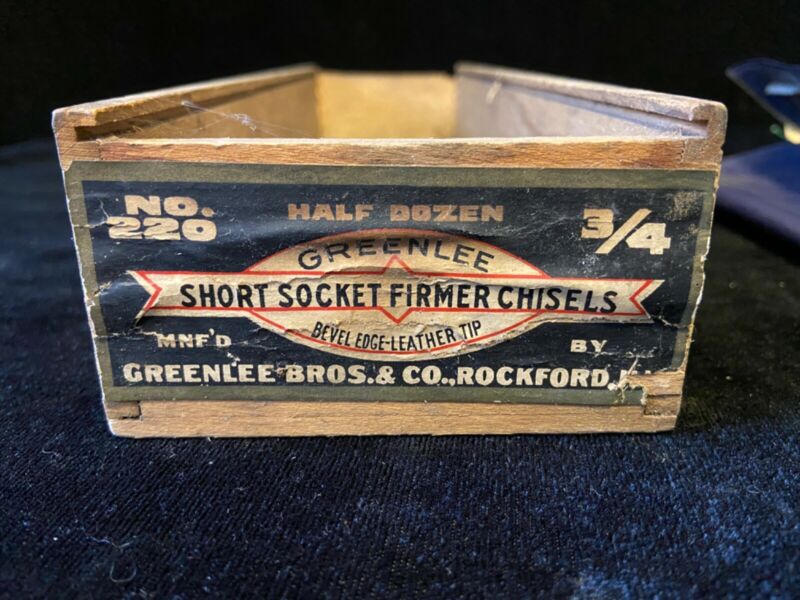 NO.
220
HALF DOZEN
3/4
GREENLEE
SHORT SOCKET FIRMER CHISELS
BEVEL EDGE-LEATHER TIP
MNF'D BY
GREENLEE BROS. & CO., ROCKFORD,